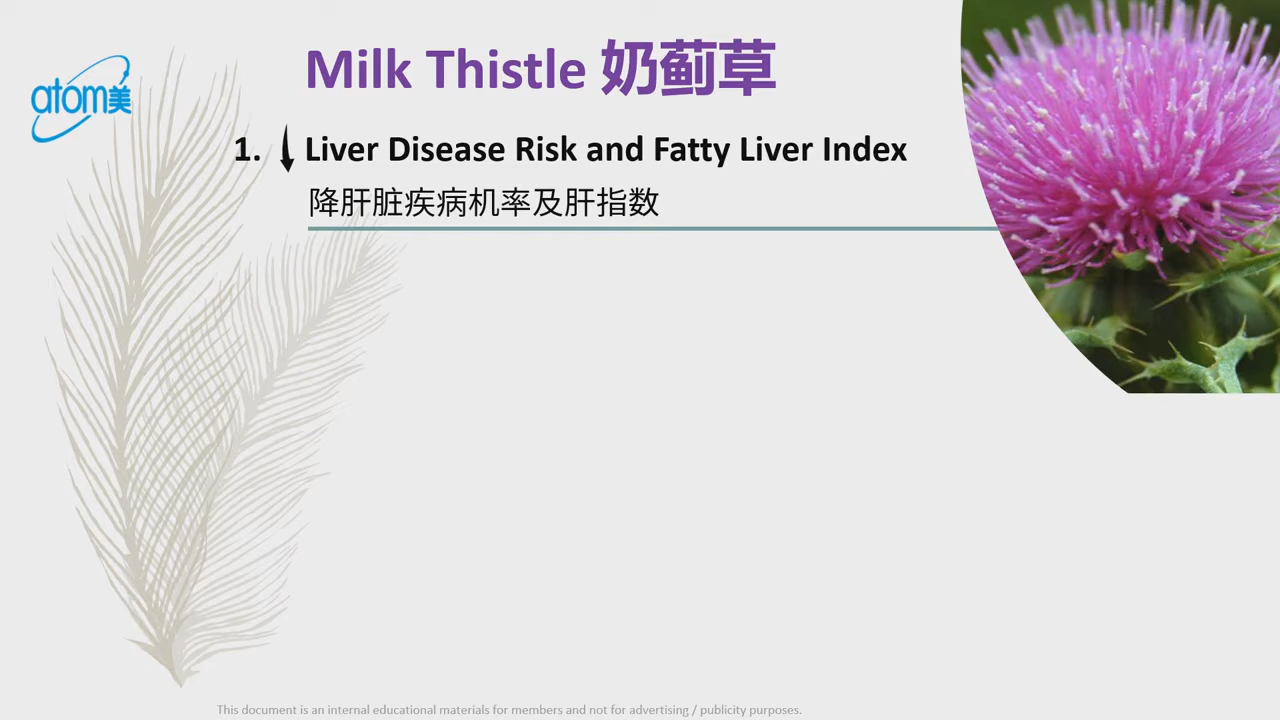 atom美
Milk Thistle 奶蓟草
1. Liver Disease Risk and Fatty Liver Index
降肝脏疾病机率及肝指数
This document is an internal educational materials for members and not for advertising / publicity purposes.